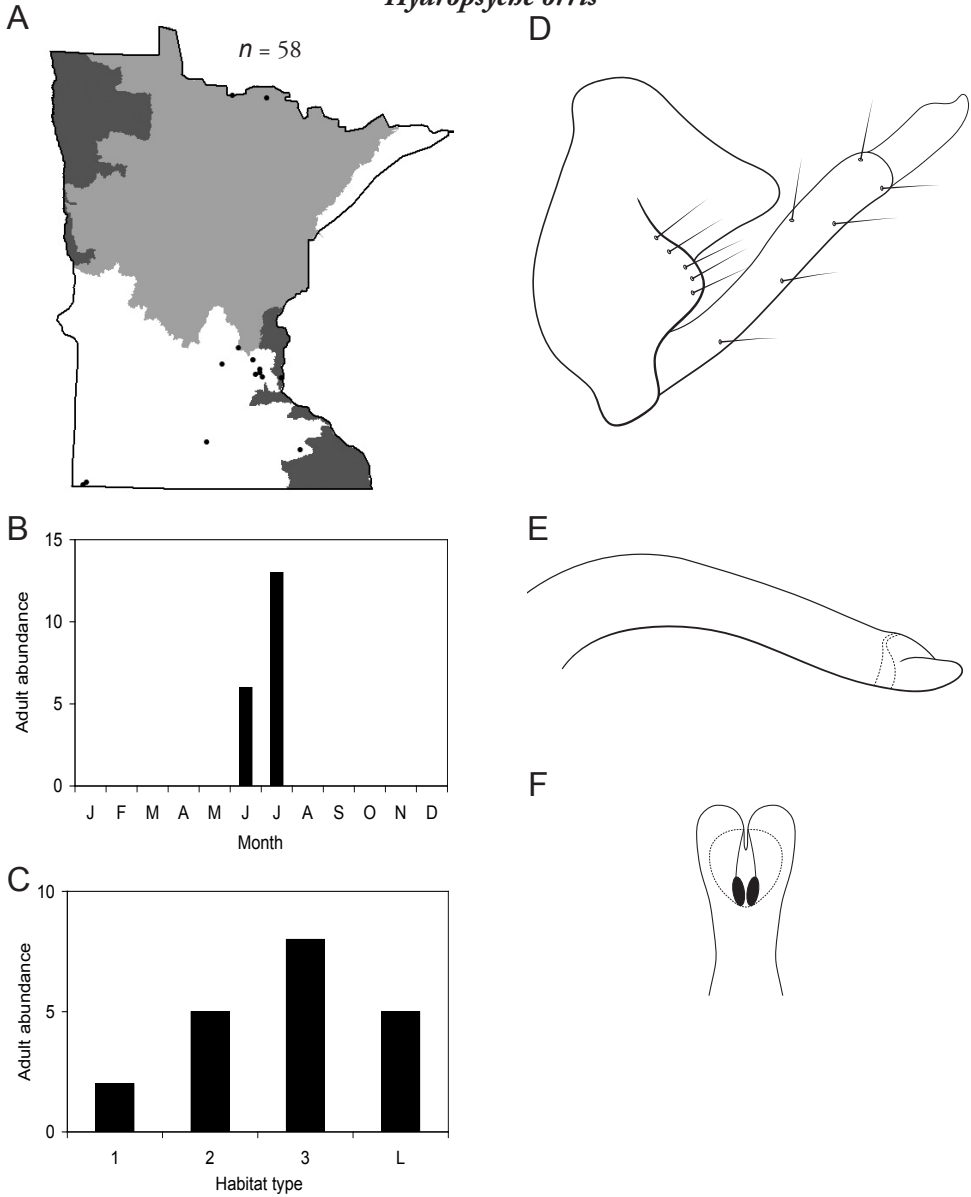 Hydropsyche orris
A
n = 58
D
B
15
10
5
0
Adult abundance
J F M A M J J A S O N D
Month
E
C
10
5
0
Adult abundance
1 2 3 L
Habitat type
F